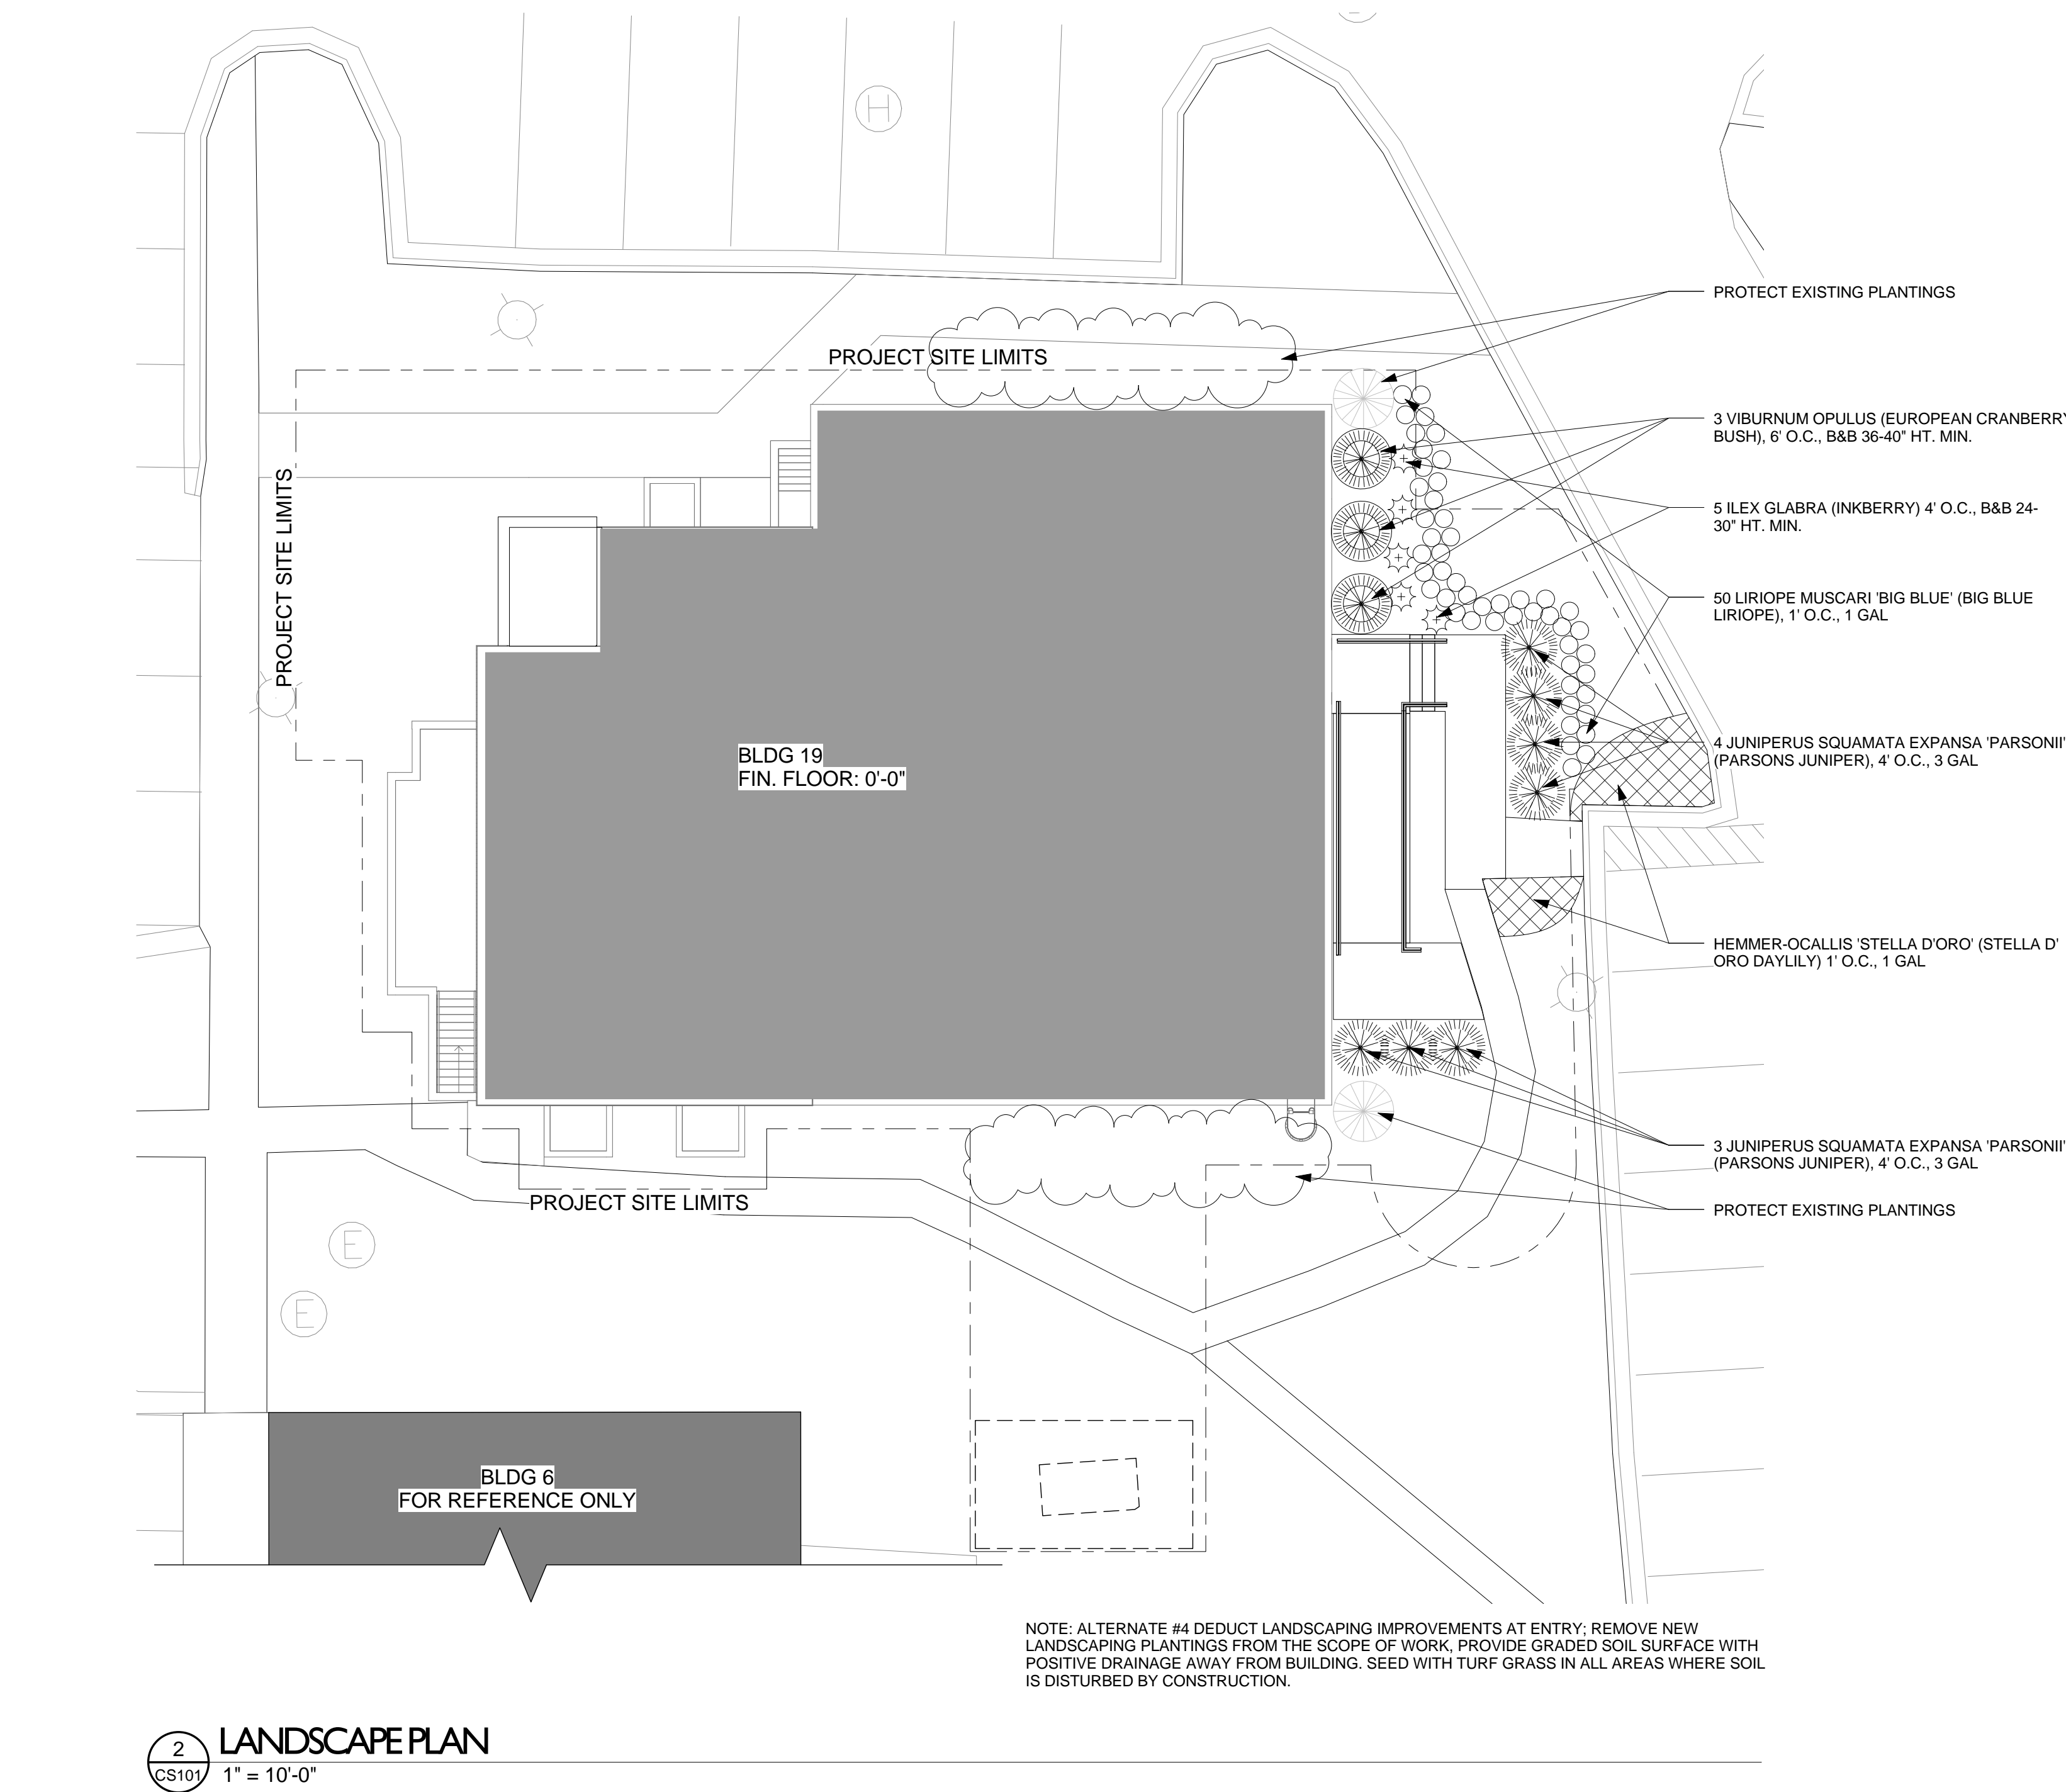 H
PROTECT EXISTING PLANTINGS
PROJECT SITE LIMITS
3 VIBURNUM OPULUS (EUROPEAN CRANBERRY
BUSH), 6' O.C., B&B 36-40" HT. MIN.
PROJECT SITE LIMITS
5 ILEX GLABRA (INKBERRY) 4' O.C., B&B 24-
30" HT. MIN.
50 LIRIOPE MUSCARI 'BIG BLUE' (BIG BLUE
LIRIOPE), 1' O.C., 1 GAL
BLDG 19
FIN. FLOOR: 0'-0"
4 JUNIPERUS SQUAMATA EXPANSA 'PARSONII'
(PARSONS JUNIPER), 4' O.C., 3 GAL
HEMMER-OCALLIS 'STELLA D'ORO' (STELLA D'
ORO DAYLILY) 1' O.C., 1 GAL
3 JUNIPERUS SQUAMATA EXPANSA 'PARSONII'
(PARSONS JUNIPER), 4' O.C., 3 GAL
PROJECT SITE LIMITS
PROTECT EXISTING PLANTINGS
E
E
BLDG 6
FOR REFERENCE ONLY
NOTE: ALTERNATE #4 DEDUCT LANDSCAPING IMPROVEMENTS AT ENTRY; REMOVE NEW
LANDSCAPING PLANTINGS FROM THE SCOPE OF WORK, PROVIDE GRADED SOIL SURFACE WITH
POSITIVE DRAINAGE AWAY FROM BUILDING. SEED WITH TURF GRASS IN ALL AREAS WHERE SOIL
IS DISTURBED BY CONSTRUCTION.
2
CS101
LANDSCAPE PLAN
1" = 10'-0"